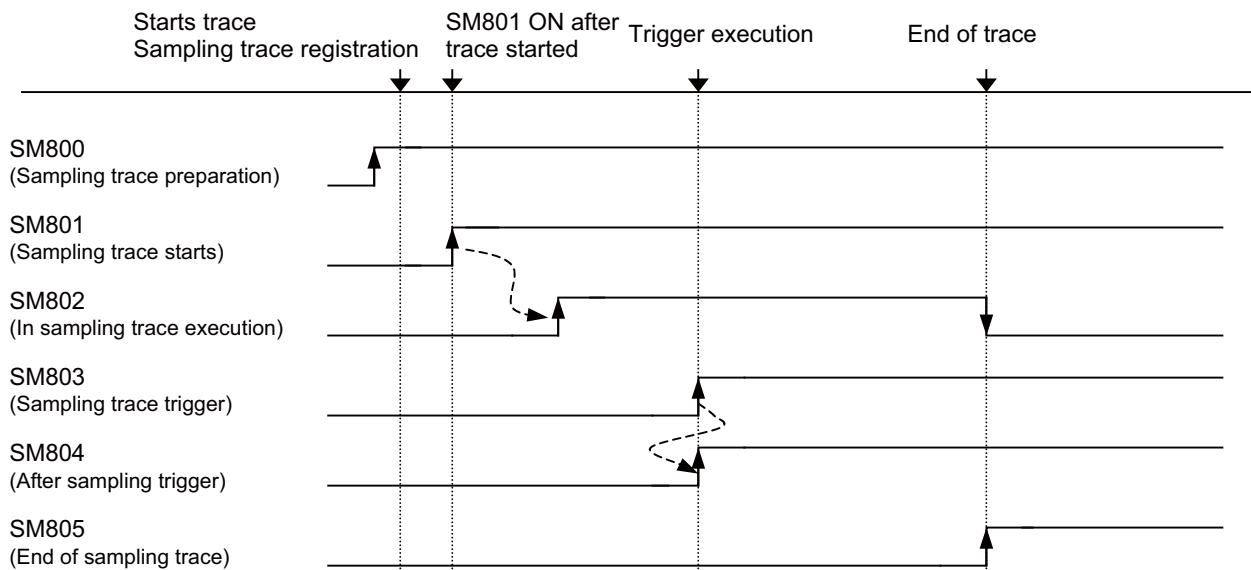 Starts trace
Sampling trace registration
SM801 ON after
trace started
Trigger execution
End of trace
SM800
(Sampling trace preparation)
SM801
(Sampling trace starts)
SM802
(In sampling trace execution)
SM803
(Sampling trace trigger)
SM804
(After sampling trigger)
SM805
(End of sampling trace)